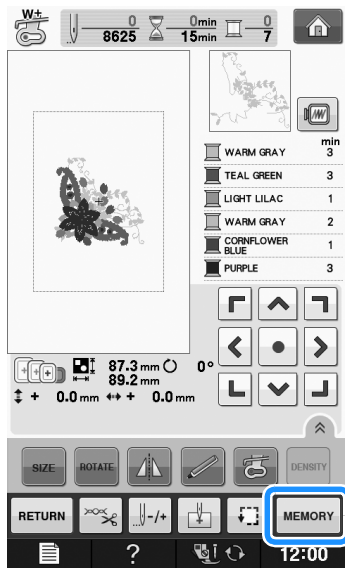 W+
0 0min 0
8625 15min 7
min
WARM GRAY 3
TEAL GREEN 3
LIGHT LILAC 1
WARM GRAY 2
CORNFLOWER
BLUE 1
PURPLE 3
87.3 mm 0°
89.2 mm
+ 0.0 mm + 0.0 mm
SIZE ROTATE DENSITY
RETURN -/+ MEMORY
? 12:00